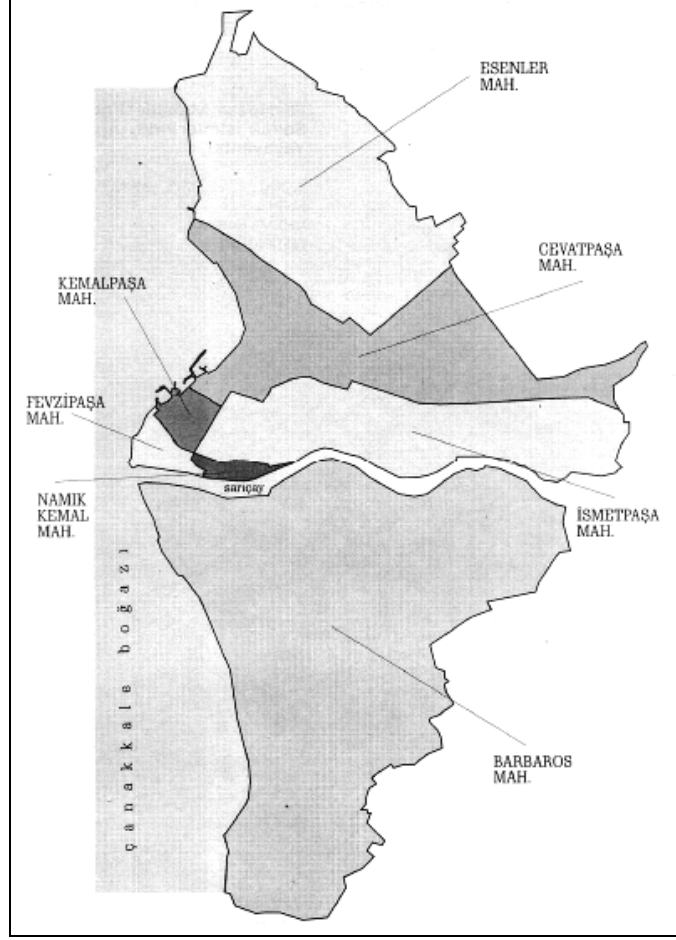 ESENLER
MAH.
CEVATPAŞA
MAH.
KEMALPAŞA
MAH.
FEVZİPAŞA
MAH.
NAMIK
KEMAL
MAH.
sarıçay
İSMETPAŞA
MAH.
çanakkale boğazı
BARBAROS
MAH.